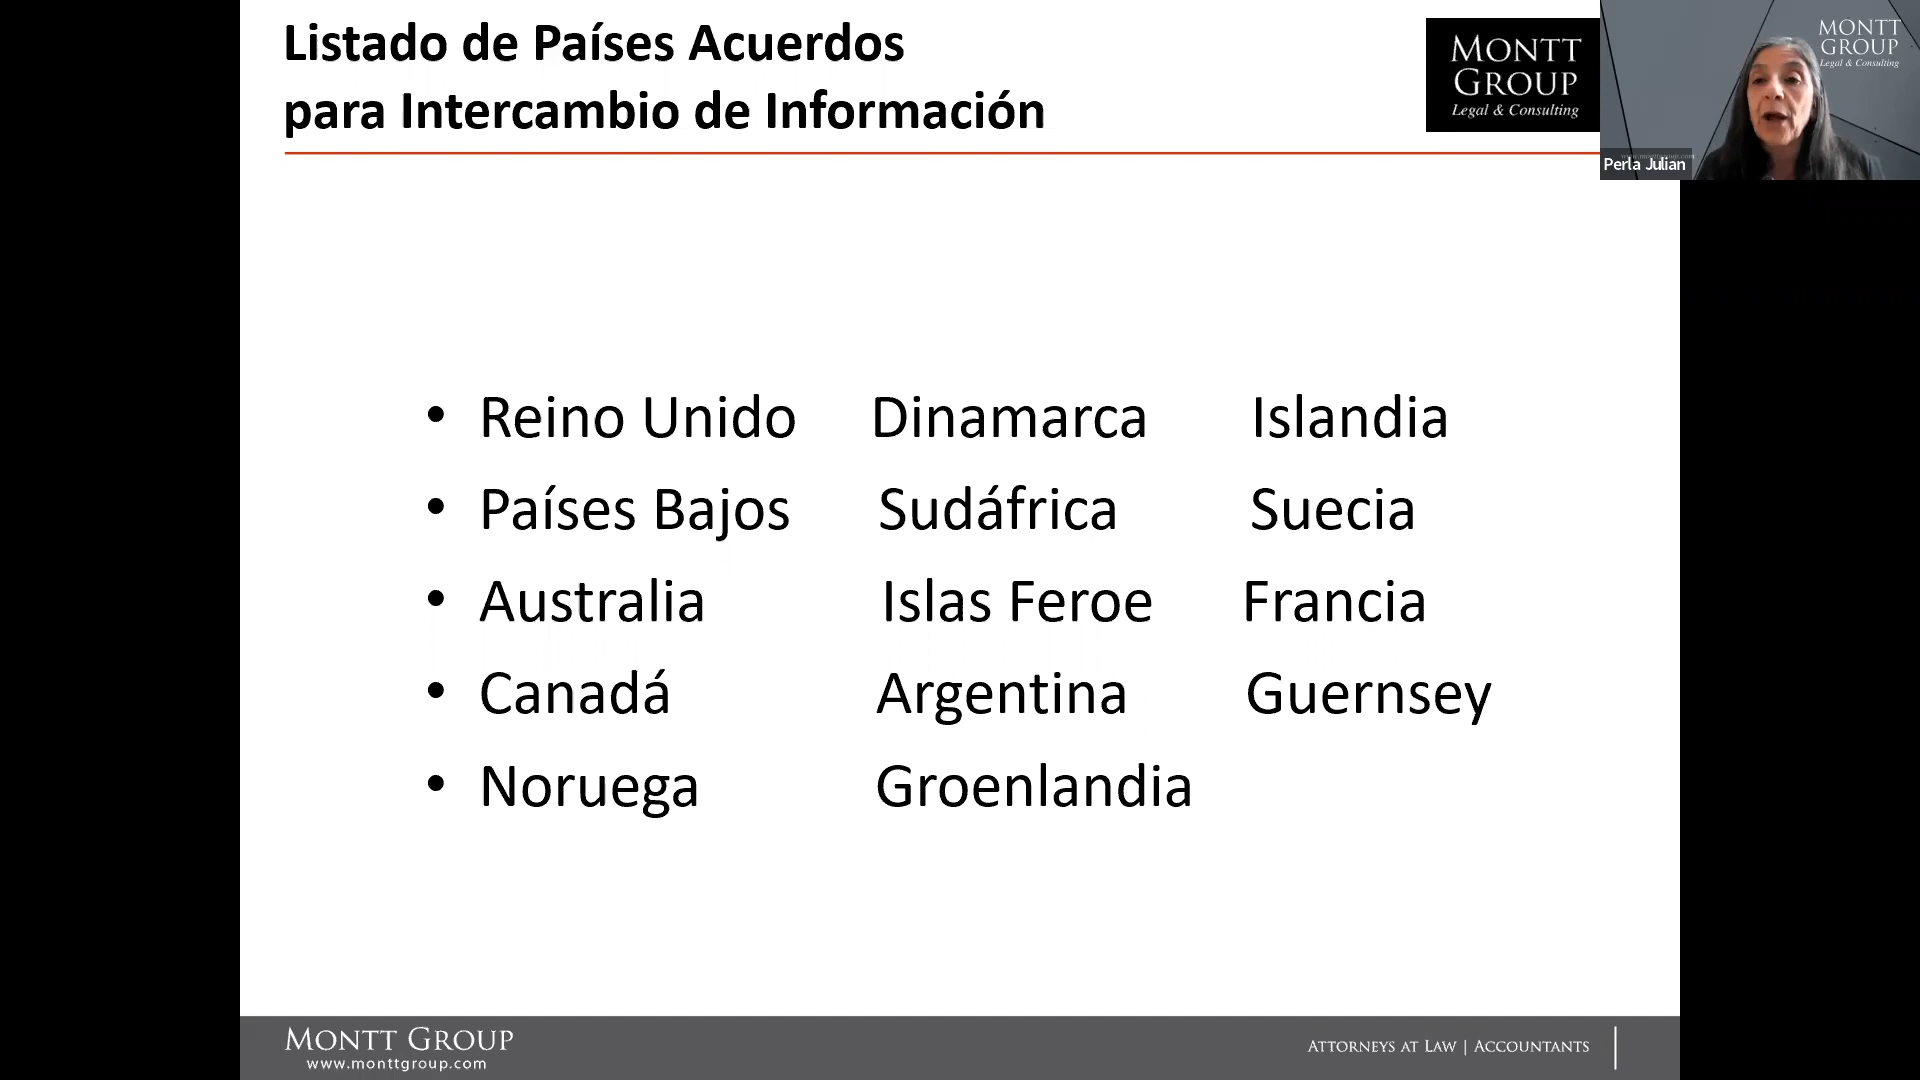 Listado de Países Acuerdos
para Intercambio de Información
MONTT
GROUP
Legal & Consulting
MONTT
GROUP
Legal & Consulting
Perla Julian
• Reino Unido Dinamarca Islandia
• Países Bajos Sudáfrica Suecia
• Australia Islas Feroe Francia
• Canadá Argentina Guernsey
• Noruega Groenlandia
MONTT GROUP
www.monttgroup.com
ATTORNEYS AT LAW | ACCOUNTANTS